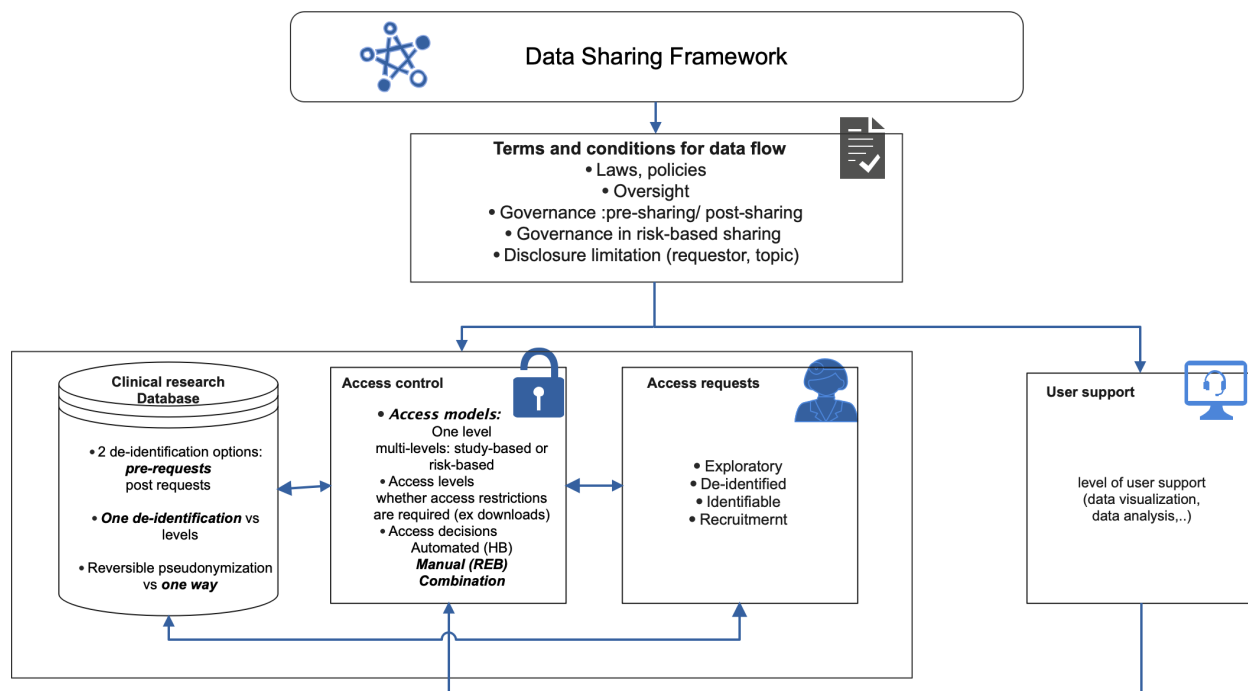 Data Sharing Framework
Terms and conditions for data flow
• Laws, policies
• Oversight
• Governance :pre-sharing/ post-sharing
• Governance in risk-based sharing
• Disclosure limitation (requestor, topic)
Clinical research
Database
• 2 de-identification options:
pre-requests
post requests
• One de-identification vs
levels
• Reversible pseudonymization
vs one way
Access control
• Access models:
One level
multi-levels: study-based or
risk-based
• Access levels
whether access restrictions
are required (ex downloads)
• Access decisions
Automated (HB)
Manual (REB)
Combination
Access requests
• Exploratory
• De-identified
• Identifiable
• Recruitmernt
User support
level of user support
(data visualization,
data analysis,..)